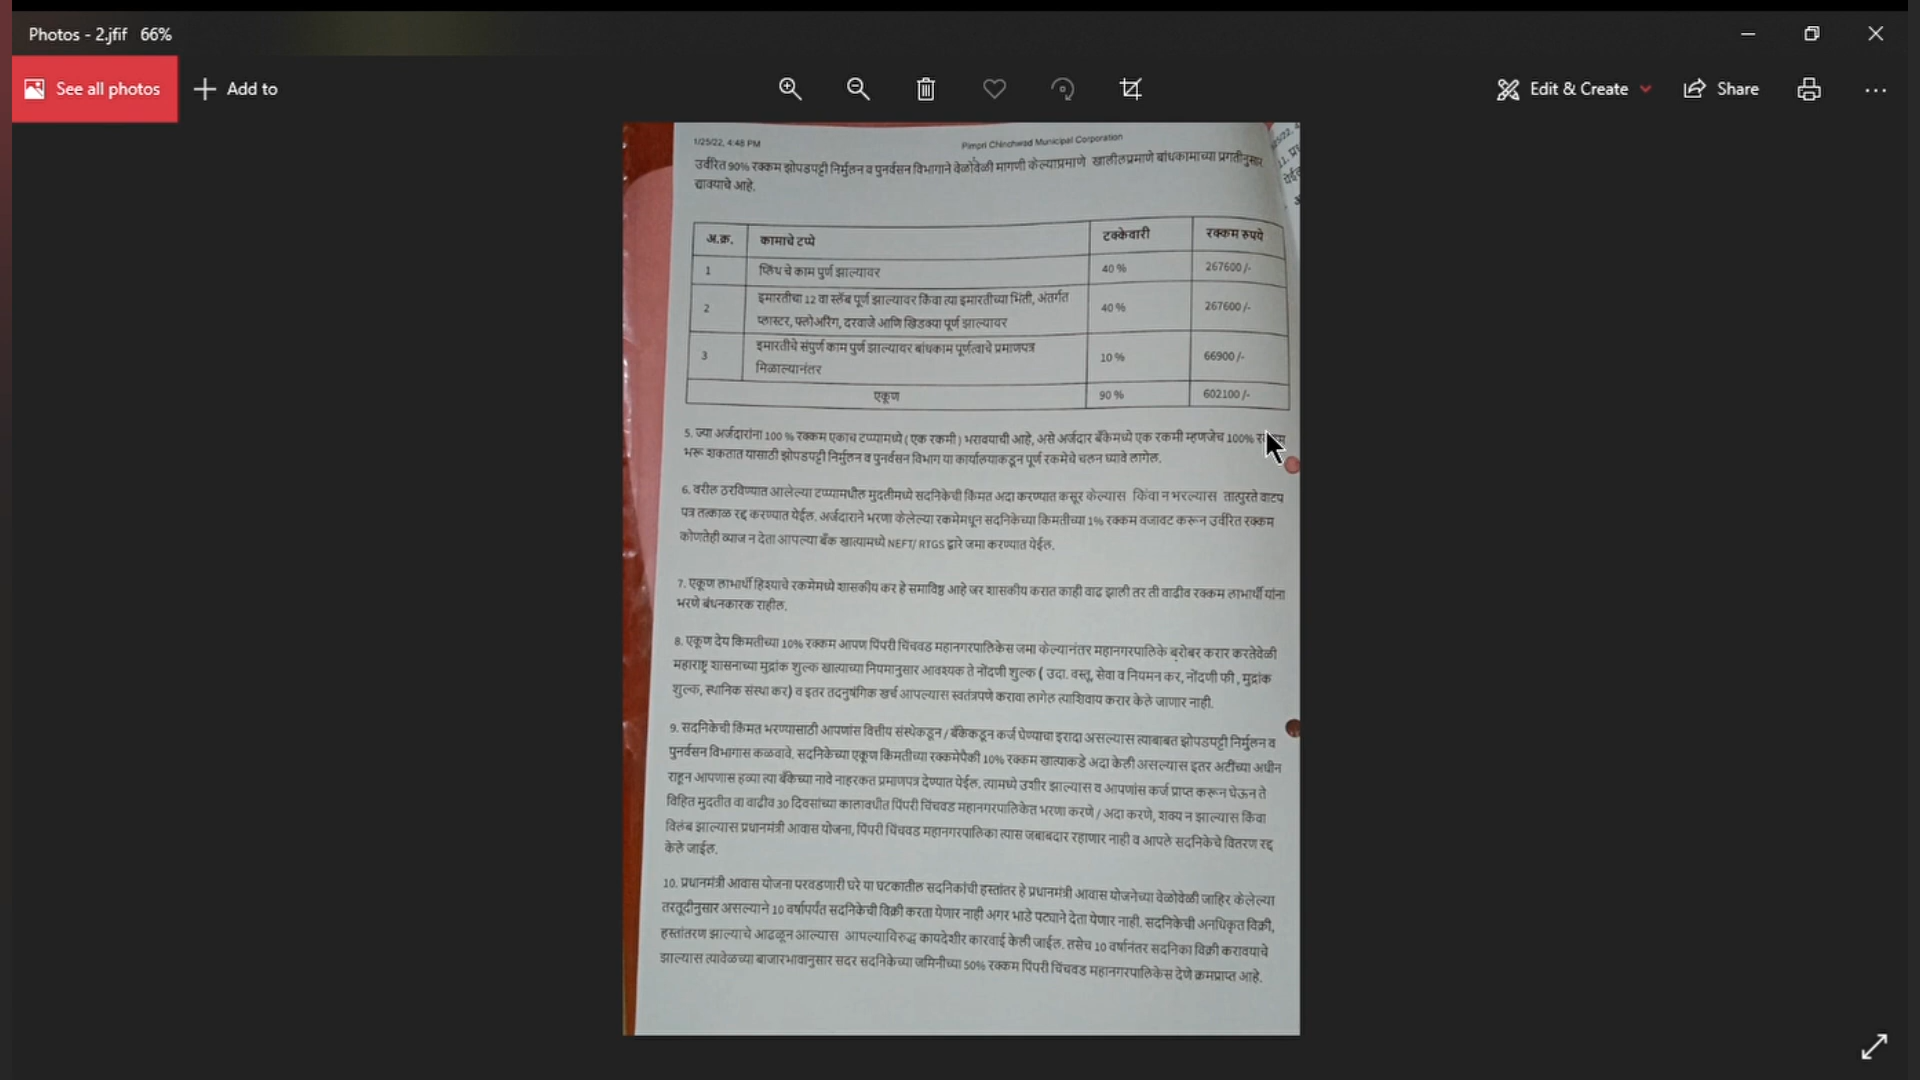 Photos - 2.jfif 66%
See all photos
Add to
Edit & Create
Share
1/25/22, 4:48 PM
Pimpri Chinchwad Municipal Corporation
उर्वरित 90% रक्कम झोपडपट्टी निर्मुलन व पुनर्वसन विभागाने वेळोवेळी मागणी केल्याप्रमाणे खालीलप्रमाणे बांधकामाच्या प्रगतीनुसार
द्यावयाचे आहे.
अ.क्र. कामाचे टप्पे टक्केवारी रक्कम रुपये
1 प्लिंथ चे काम पुर्ण झाल्यावर 40 % 267600 /-
2 इमारतीचा 12 वा स्लॅब पूर्ण झाल्यावर किंवा त्या इमारतीच्या भिंती, अंतर्गत 40 % 267600 /-
प्लास्टर, फ्लोअरिंग, दरवाजे आणि खिडक्या पूर्ण झाल्यावर
3 इमारतीचे संपुर्ण काम पुर्ण झाल्यावर बांधकाम पूर्णत्वाचे प्रमाणपत्र 10 % 66900 /-
मिळाल्यानंतर
एकूण 90 % 602100 /-
5. ज्या अर्जदारांना 100 % रक्कम एकाच टप्प्यामध्ये ( एक रकमी ) भरावयाची आहे, असे अर्जदार बँकेमध्ये एक रकमी म्हणजेच 100%
भरू शकतात यासाठी झोपडपट्टी निर्मुलन व पुनर्वसन विभाग या कार्यालयाकडून पूर्ण रकमेचे चलन घ्यावे लागेल.
6. वरील ठरविण्यात आलेल्या टप्प्यामधील मुदतीमध्ये सदनिकेची किंमत अदा करण्यात कसूर केल्यास किंवा न भरल्यास तात्पुरते वाटप
पत्र तत्काळ रद्द करण्यात येईल. अर्जदाराने भरणा केलेल्या रकमेमधून सदनिकेच्या किमतीच्या 1% रक्कम वजावट करून उर्वरित रक्कम
कोणतेही व्याज न देता आपल्या बँक खात्यामध्ये NEFT/ RTGS द्वारे जमा करण्यात येईल.
7. एकूण लाभार्थी हिश्याचे रकमेमध्ये शासकीय कर हे समाविष्ठ आहे जर शासकीय करात काही वाढ झाली तर ती वाढीव रक्कम लाभार्थी यांना
भरणे बंधनकारक राहील.
8. एकूण देय किमतीच्या 10% रक्कम आपण पिंपरी चिंचवड महानगरपालिकेस जमा केल्यानंतर महानगरपालिके बरोबर करार करतेवेळी
महाराष्ट्र शासनाच्या मुद्रांक शुल्क खात्याच्या नियमानुसार आवश्यक ते नोंदणी शुल्क ( उदा. वस्तू, सेवा व नियमन कर, नोंदणी फी , मुद्रांक
शुल्क, स्थानिक संस्था कर) व इतर तदनुषंगिक खर्च आपल्यास स्वतंत्रपणे करावा लागेल त्याशिवाय करार केले जाणार नाही.
9. सदनिकेची किंमत भरण्यासाठी आपणांस वित्तीय संस्थेकडून / बँकेकडून कर्ज घेण्याचा इरादा असल्यास त्याबाबत झोपडपट्टी निर्मुलन व
पुनर्वसन विभागास कळवावे. सदनिकेच्या एकूण किंमतीच्या रक्कमेपैकी 10% रक्कम खात्याकडे अदा केली असल्यास इतर अटींच्या अधीन
राहून आपणास हव्या त्या बँकेच्या नावे नाहरकत प्रमाणपत्र देण्यात येईल. त्यामध्ये उशीर झाल्यास व आपणांस कर्ज प्राप्त करून घेऊन ते
विहित मुदतीत वा वाढीव 30 दिवसांच्या कालावधीत पिंपरी चिंचवड महानगरपालिकेत भरणा करणे / अदा करणे, शक्य न झाल्यास किंवा
विलंब झाल्यास प्रधानमंत्री आवास योजना, पिंपरी चिंचवड महानगरपालिका त्यास जबाबदार रहाणार नाही व आपले सदनिकेचे वितरण रद्द
केले जाईल.
10. प्रधानमंत्री आवास योजना परवडणारी घरे या घटकातील सदनिकांची हस्तांतर हे प्रधानमंत्री आवास योजनेच्या वेळोवेळी जाहिर केलेल्या
तरतूदीनुसार असल्याने 10 वर्षापर्यंत सदनिकेची विक्री करता येणार नाही अगर भाडे पट्याने देता येणार नाही. सदनिकेची अनधिकृत विक्री,
हस्तांतरण झाल्याचे आढळून आल्यास आपल्याविरुद्ध कायदेशीर कारवाई केली जाईल. तसेच 10 वर्षानंतर सदनिका विक्री करावयाचे
झाल्यास त्यावेळच्या बाजारभावानुसार सदर सदनिकेच्या जमिनीच्या 50% रक्कम पिंपरी चिंचवड महानगरपालिकेस देणे क्रमप्राप्त आहे.